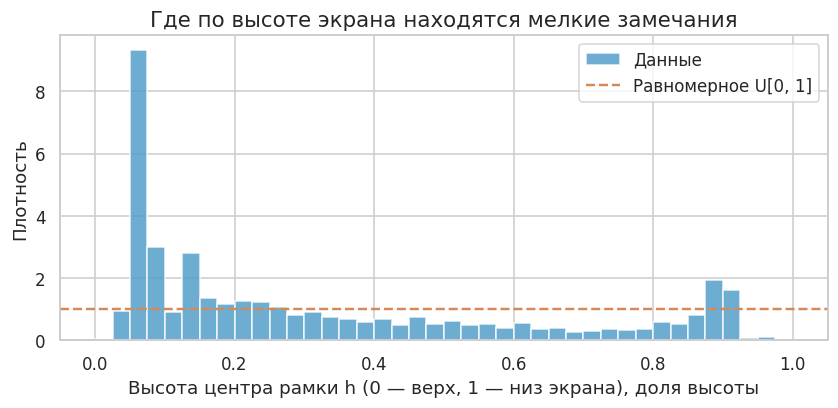 Где по высоте экрана находятся мелкие замечания
Данные
Равномерное U[0, 1]
Плотность
8
6
4
2
0
0.0 0.2 0.4 0.6 0.8 1.0
Высота центра рамки h (0 — верх, 1 — низ экрана), доля высоты